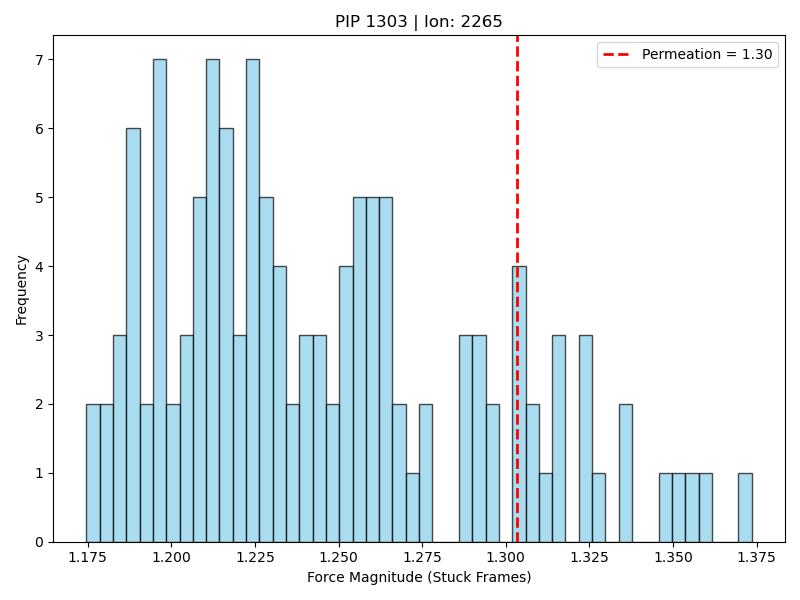 PIP 1303 | Ion: 2265
Permeation = 1.30
Frequency
7
6
5
4
3
2
1
0
1.175 1.200 1.225 1.250 1.275 1.300 1.325 1.350 1.375
Force Magnitude (Stuck Frames)